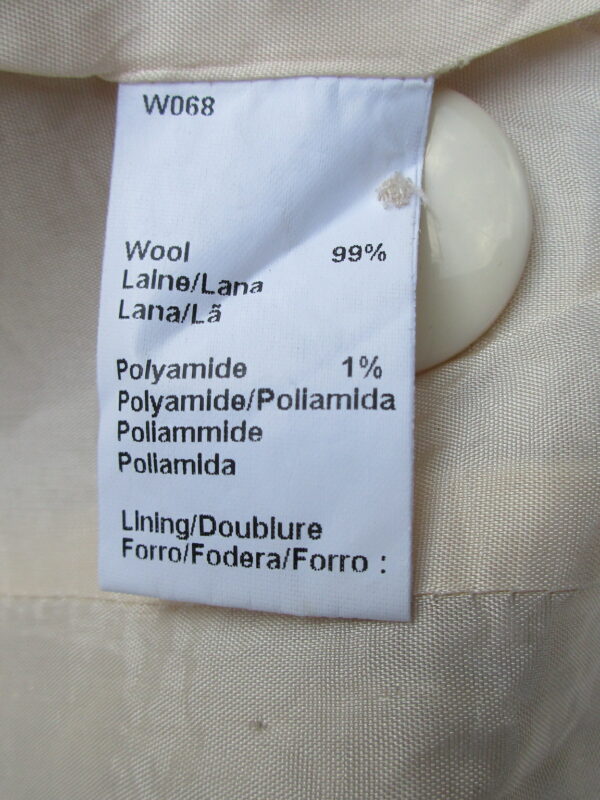 W068
Wool 99%
Laine/Lana
Lana/Lã
Polyamide 1%
Polyamide/Poliamida
Poliammide
Poliamida
Lining/Doublure
Forro/Fodera/Forro :